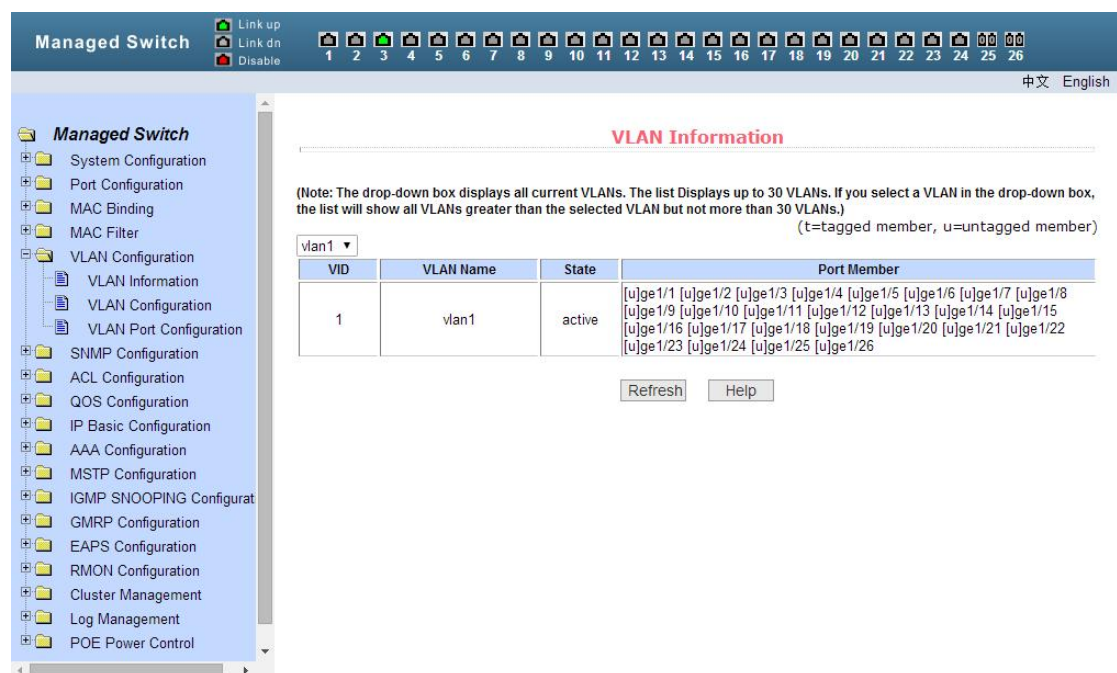 Link up
Managed Switch
Link dn
Disable
1 2 3 4 5 6 7 8 9 10 11 12 13 14 15 16 17 18 19 20 21 22 23 24 25 26
中文 English
Managed Switch
System Configuration
Port Configuration
MAC Binding
MAC Filter
VLAN Configuration
VLAN Information
VLAN Configuration
VLAN Port Configuration
SNMP Configuration
ACL Configuration
QOS Configuration
IP Basic Configuration
AAA Configuration
MSTP Configuration
IGMP SNOOPING Configurat
GMRP Configuration
EAPS Configuration
RMON Configuration
Cluster Management
Log Management
POE Power Control
VLAN Information
(Note: The drop-down box displays all current VLANs. The list Displays up to 30 VLANs. If you select a VLAN in the drop-down box,
the list will show all VLANs greater than the selected VLAN but not more than 30 VLANs.)
(t=tagged member, u=untagged member)
vlan1
VID VLAN Name State Port Member
1 vlan1 active
[u]ge1/1 [u]ge1/2 [u]ge1/3 [u]ge1/4 [u]ge1/5 [u]ge1/6 [u]ge1/7 [u]ge1/8
[u]ge1/9 [u]ge1/10 [u]ge1/11 [u]ge1/12 [u]ge1/13 [u]ge1/14 [u]ge1/15
[u]ge1/16 [u]ge1/17 [u]ge1/18 [u]ge1/19 [u]ge1/20 [u]ge1/21 [u]ge1/22
[u]ge1/23 [u]ge1/24 [u]ge1/25 [u]ge1/26
Refresh Help